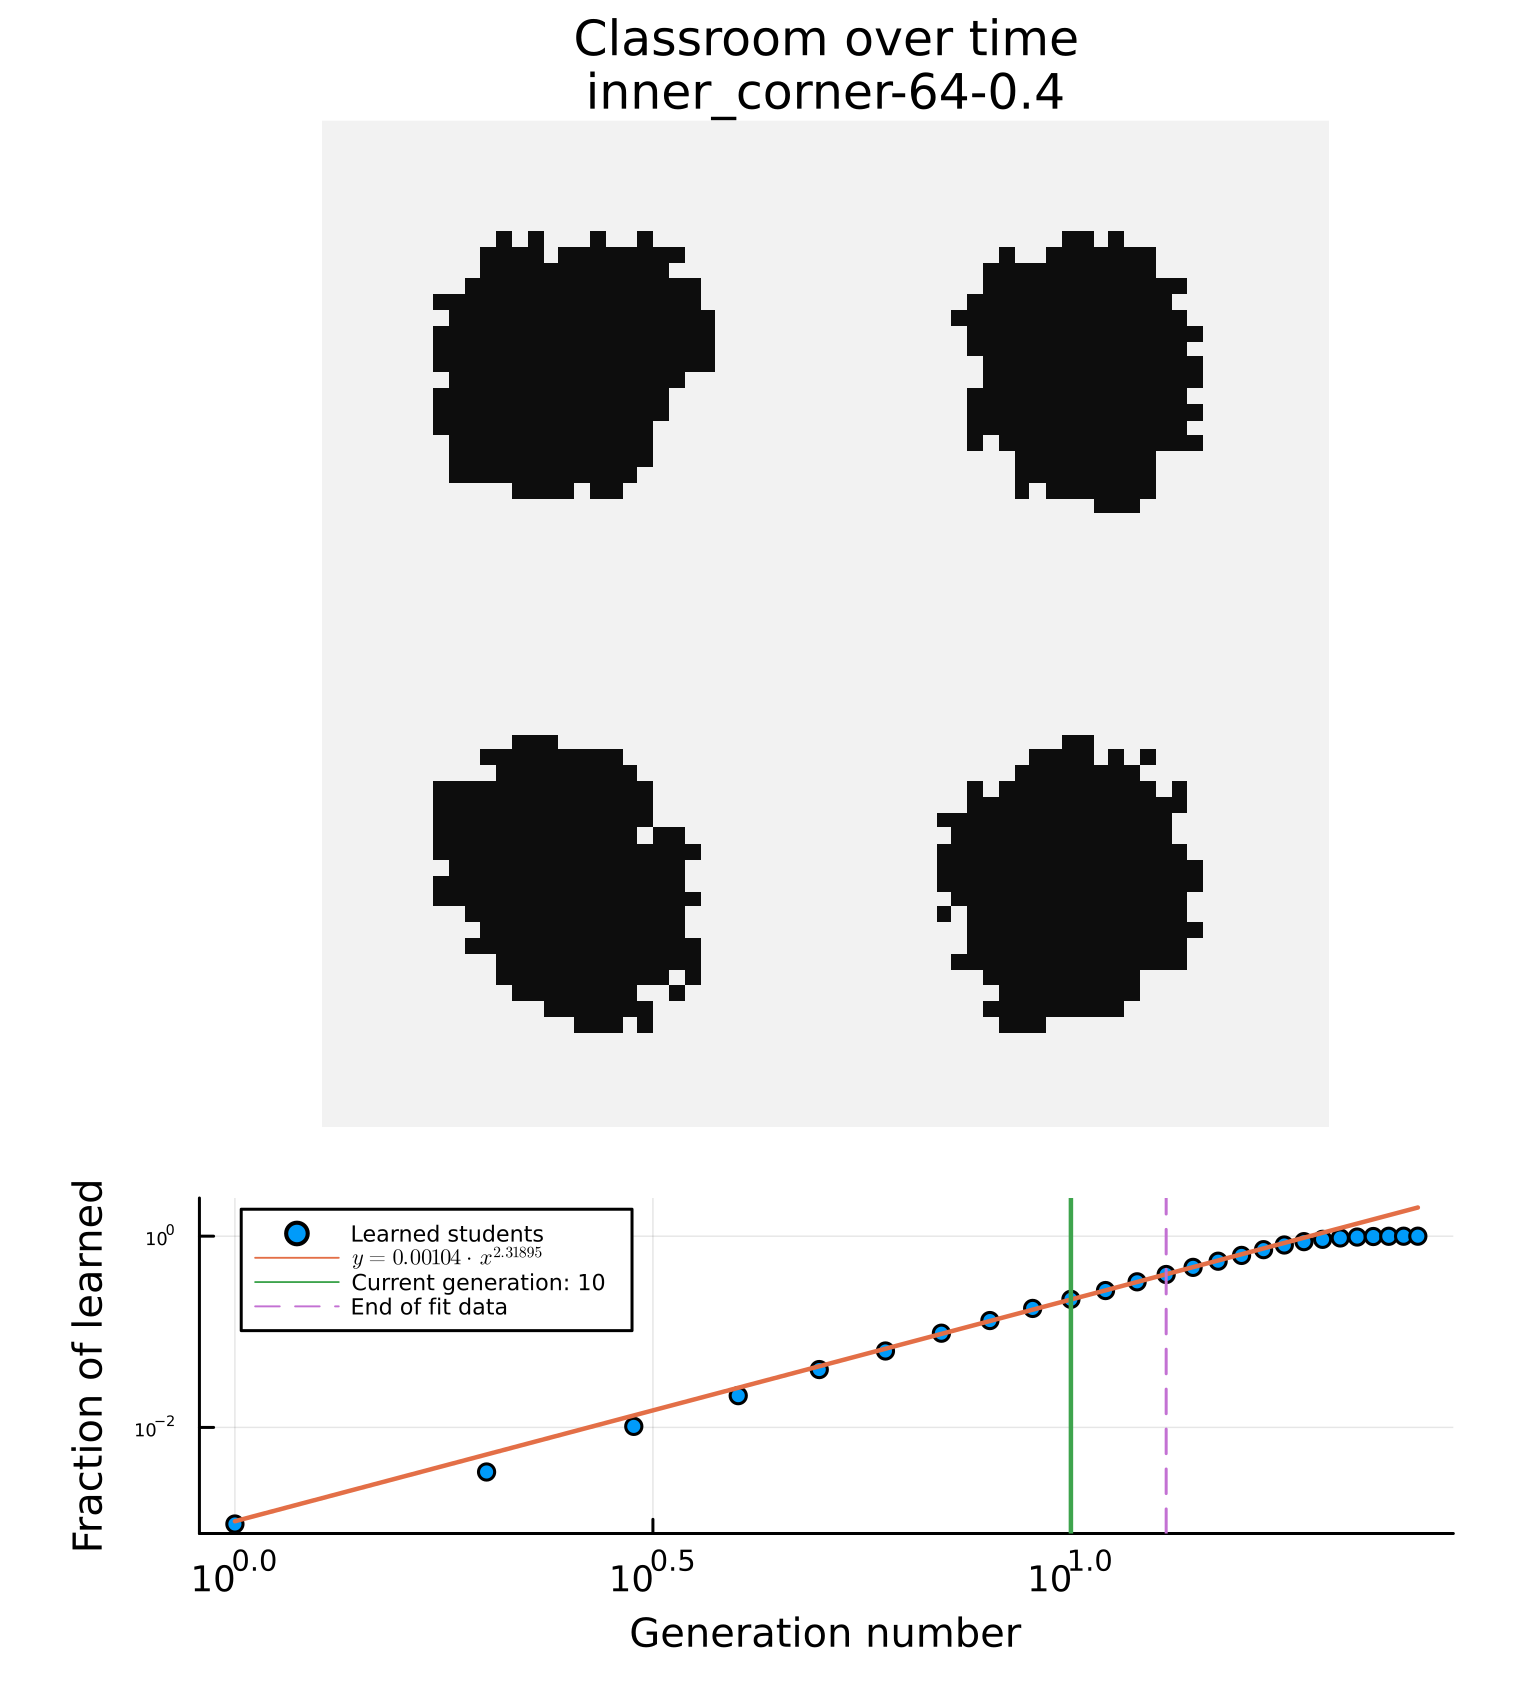 Classroom over time
inner_corner-64-0.4
Fraction of learned
10^0
10^−2
Learned students
y = 0.00104 · x^2.31895
Current generation: 10
End of fit data
10^0.0 10^0.5 10^1.0
Generation number